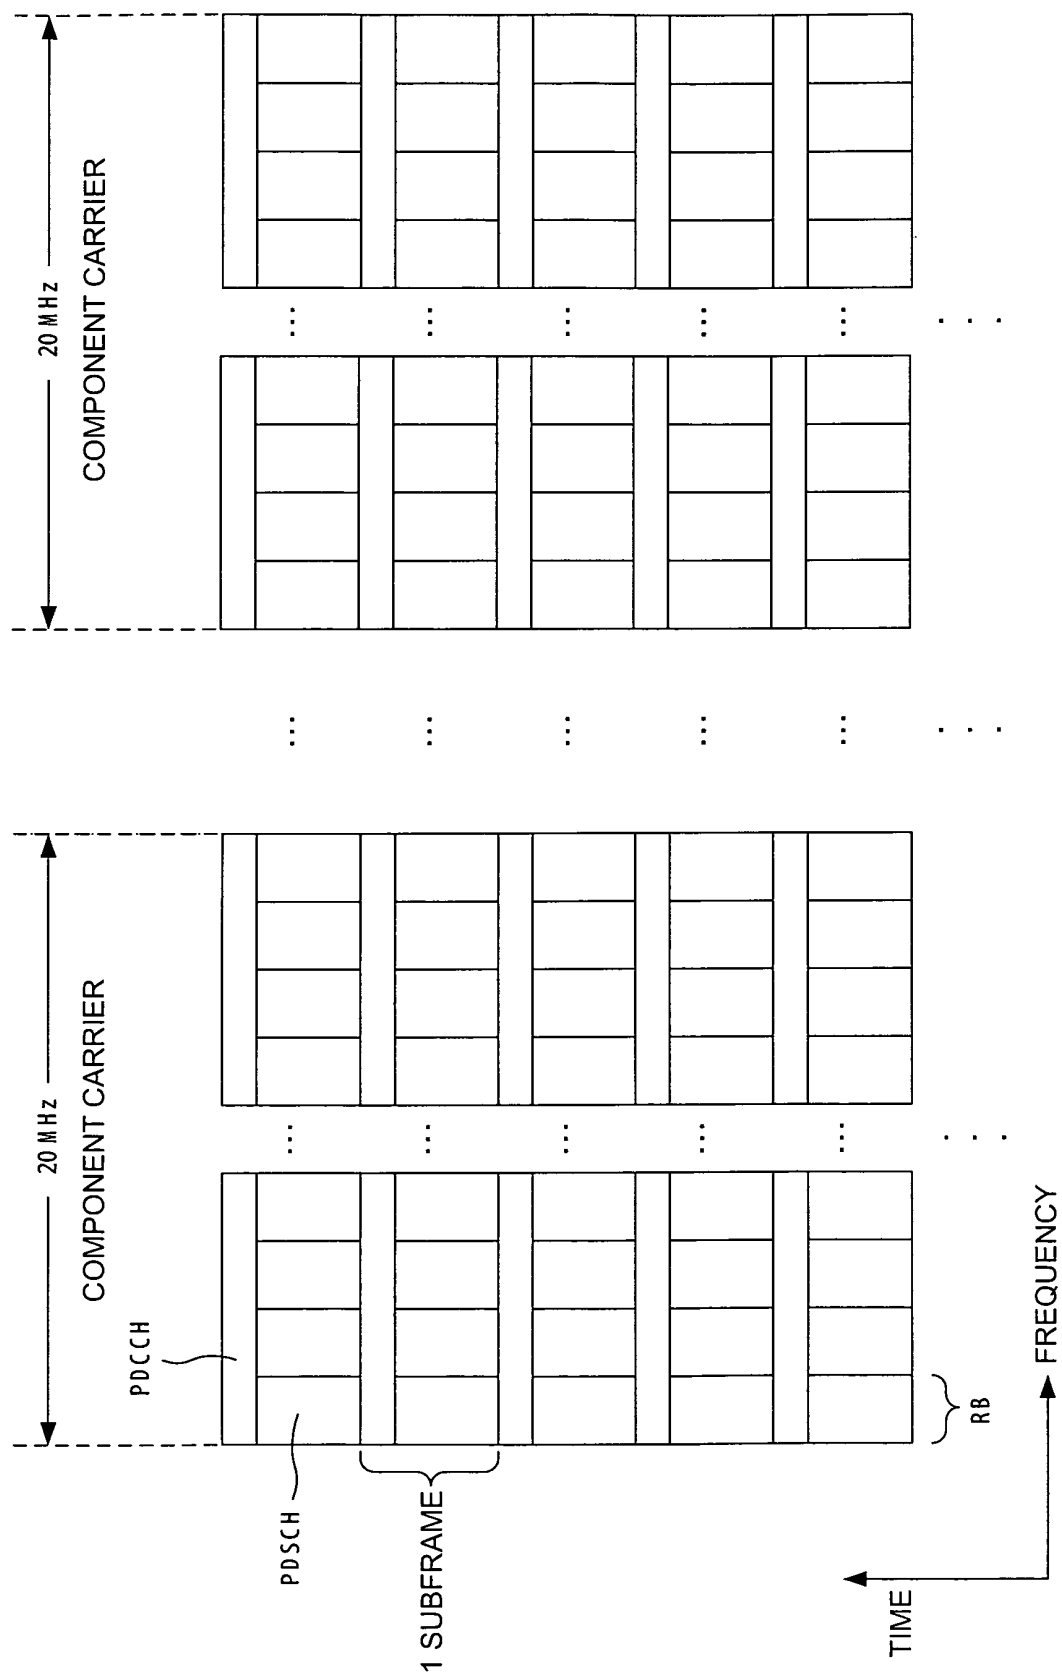 20MHz
COMPONENT CARRIER
20MHz
COMPONENT CARRIER
PDCCH
PDSCH
1 SUBFRAME
RB
TIME
FREQUENCY